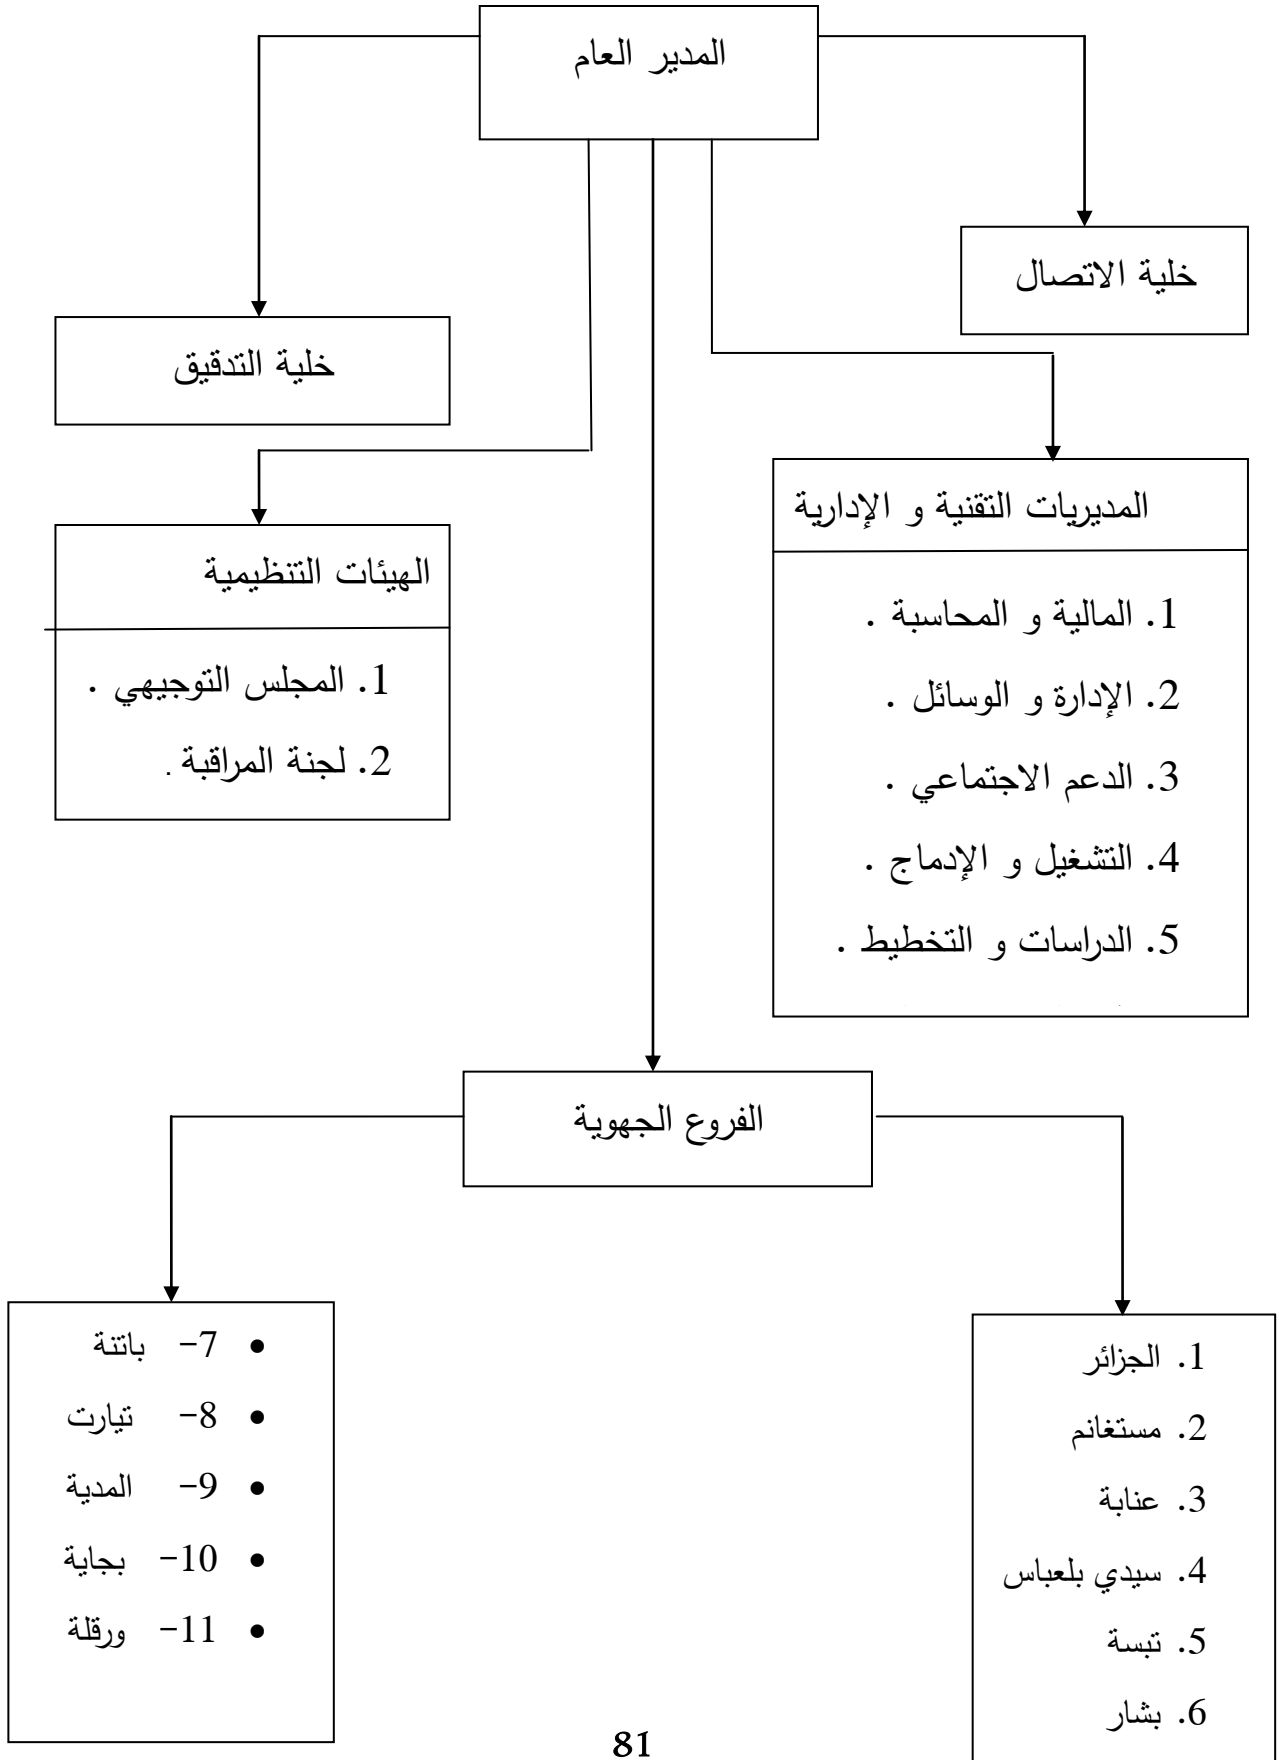 المدير العام
خلية الاتصال
خلية التدقيق
المديريات التقنية و الإدارية
1. المالية و المحاسبة .
2. الإدارة و الوسائل .
3. الدعم الاجتماعي .
4. التشغيل و الإدماج .
5. الدراسات و التخطيط .
الهيئات التنظيمية
1. المجلس التوجيهي .
2. لجنة المراقبة .
الفروع الجهوية
1. الجزائر
2. مستغانم
3. عنابة
4. سيدي بلعباس
5. تبسة
6. بشار
• 7- باتنة
• 8- تيارت
• 9- المدية
• 10- بجاية
• 11- ورقلة
81